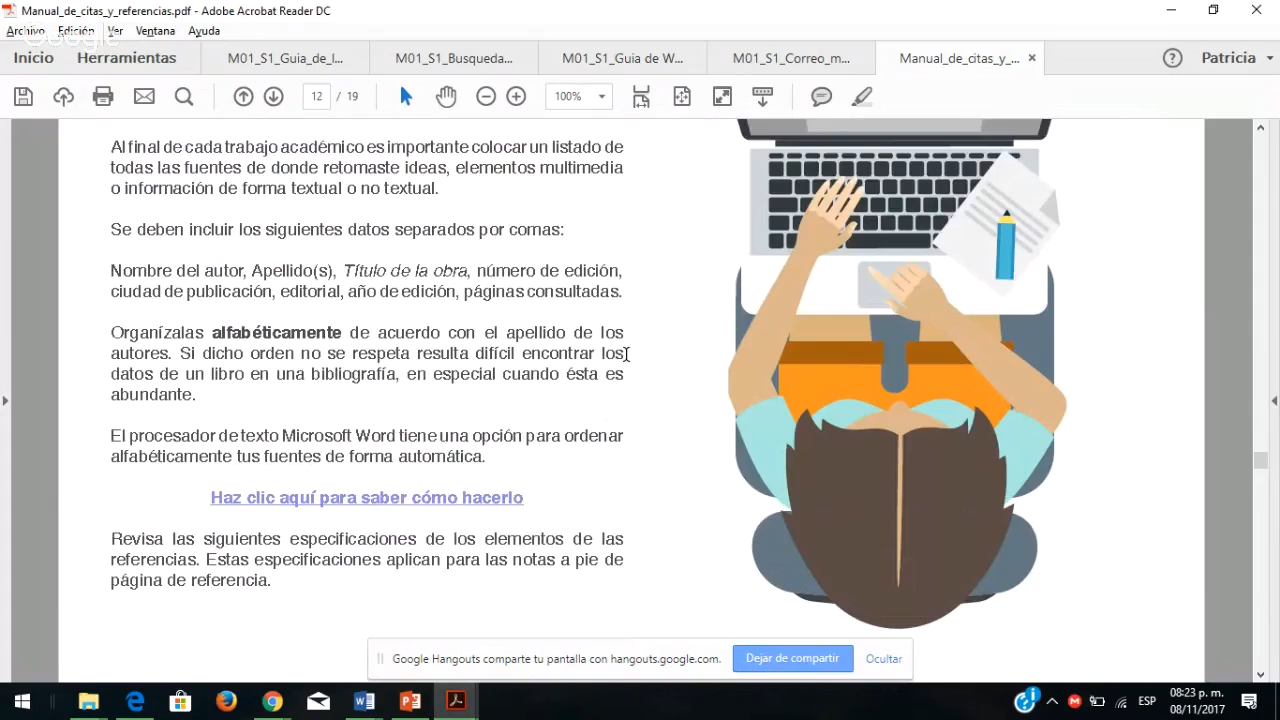 Manual_de_citas_y_referencias.pdf - Adobe Acrobat Reader DC
Archivo Edición Ver Ventana Ayuda
Google
Inicio Herramientas M01_S1_Guia_de_l... M01_S1_Busqueda... M01_S1_Guia de W... M01_S1_Correo_m... Manual_de_citas_y_... × Patricia
12 / 19 100%
Al final de cada trabajo académico es importante colocar un listado de
todas las fuentes de donde retomaste ideas, elementos multimedia
o información de forma textual o no textual.
Se deben incluir los siguientes datos separados por comas:
Nombre del autor, Apellido(s), Título de la obra, número de edición,
ciudad de publicación, editorial, año de edición, páginas consultadas.
Organízalas alfabéticamente de acuerdo con el apellido de los
autores. Si dicho orden no se respeta resulta difícil encontrar los
datos de un libro en una bibliografía, en especial cuando ésta es
abundante.
El procesador de texto Microsoft Word tiene una opción para ordenar
alfabéticamente tus fuentes de forma automática.
Haz clic aquí para saber cómo hacerlo
Revisa las siguientes especificaciones de los elementos de las
referencias. Estas especificaciones aplican para las notas a pie de
página de referencia.
Google Hangouts comparte tu pantalla con hangouts.google.com. Dejar de compartir Ocultar
ESP 08:23 p. m.
08/11/2017